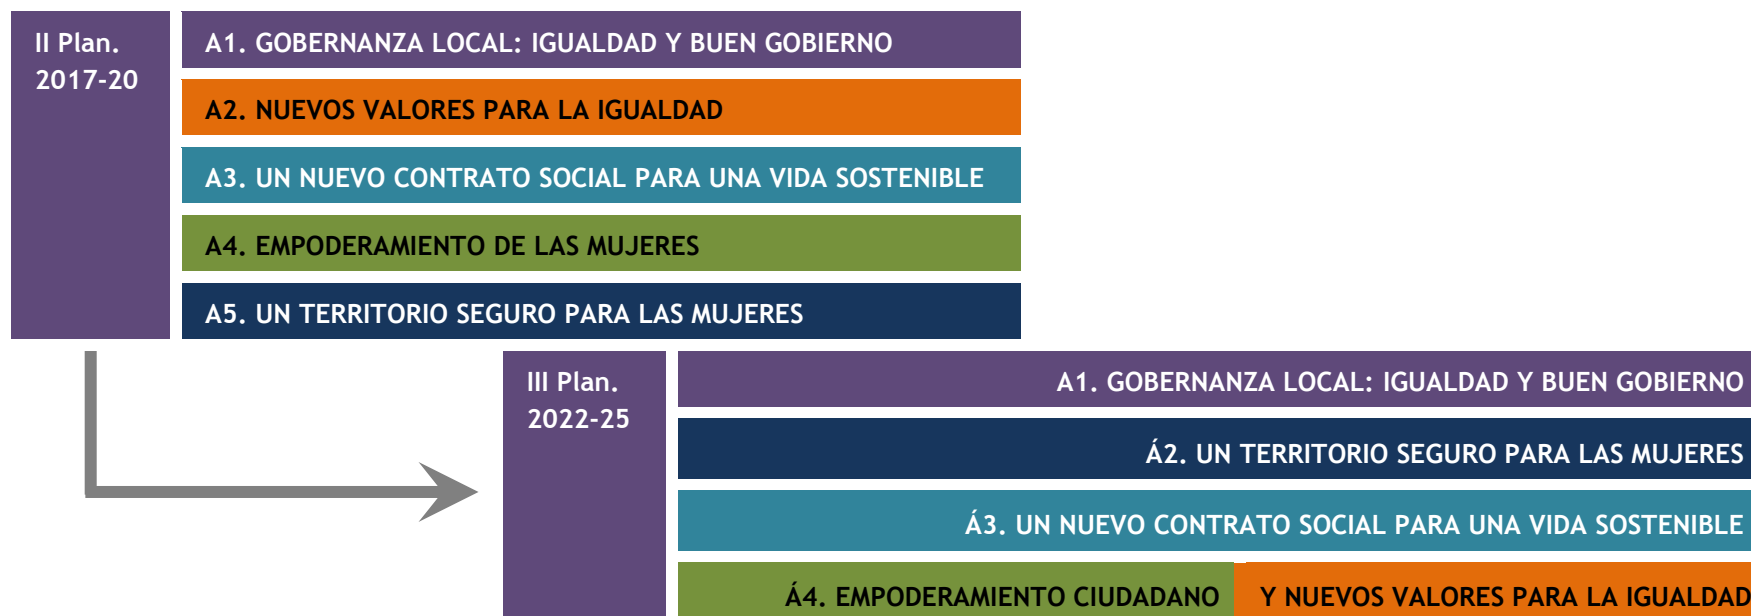 II Plan.
2017-20
A1. GOBERNANZA LOCAL: IGUALDAD Y BUEN GOBIERNO
A2. NUEVOS VALORES PARA LA IGUALDAD
A3. UN NUEVO CONTRATO SOCIAL PARA UNA VIDA SOSTENIBLE
A4. EMPODERAMIENTO DE LAS MUJERES
A5. UN TERRITORIO SEGURO PARA LAS MUJERES
III Plan.
2022-25
A1. GOBERNANZA LOCAL: IGUALDAD Y BUEN GOBIERNO
Á2. UN TERRITORIO SEGURO PARA LAS MUJERES
Á3. UN NUEVO CONTRATO SOCIAL PARA UNA VIDA SOSTENIBLE
Á4. EMPODERAMIENTO CIUDADANO Y NUEVOS VALORES PARA LA IGUALDAD